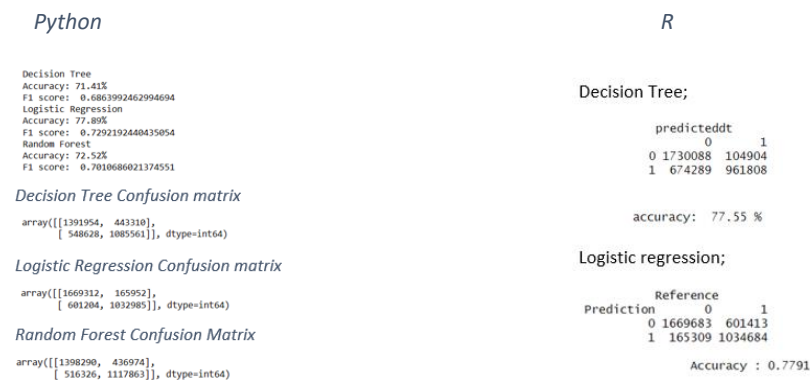 Python
Decision Tree
Accuracy: 71.41%
F1 score:  0.6863992462994694
Logistic Regression
Accuracy: 77.89%
F1 score:  0.7292192440435054
Random Forest
Accuracy: 72.52%
F1 score:  0.7010686021374551
Decision Tree Confusion matrix
array([[1391954,  443310],
[ 548628, 1085561]], dtype=int64)
Logistic Regression Confusion matrix
array([[1669312,  165952],
[ 601204, 1032985]], dtype=int64)
Random Forest Confusion Matrix
array([[1398290,  436974],
[ 516326, 1117863]], dtype=int64)
R
Decision Tree;
predicteddt
0 1
0 1730088 104904
1 674289 961808
accuracy:  77.55 %
Logistic regression;
Reference
Prediction 0 1
0 1669683 601413
1 165309 1034684
Accuracy : 0.7791